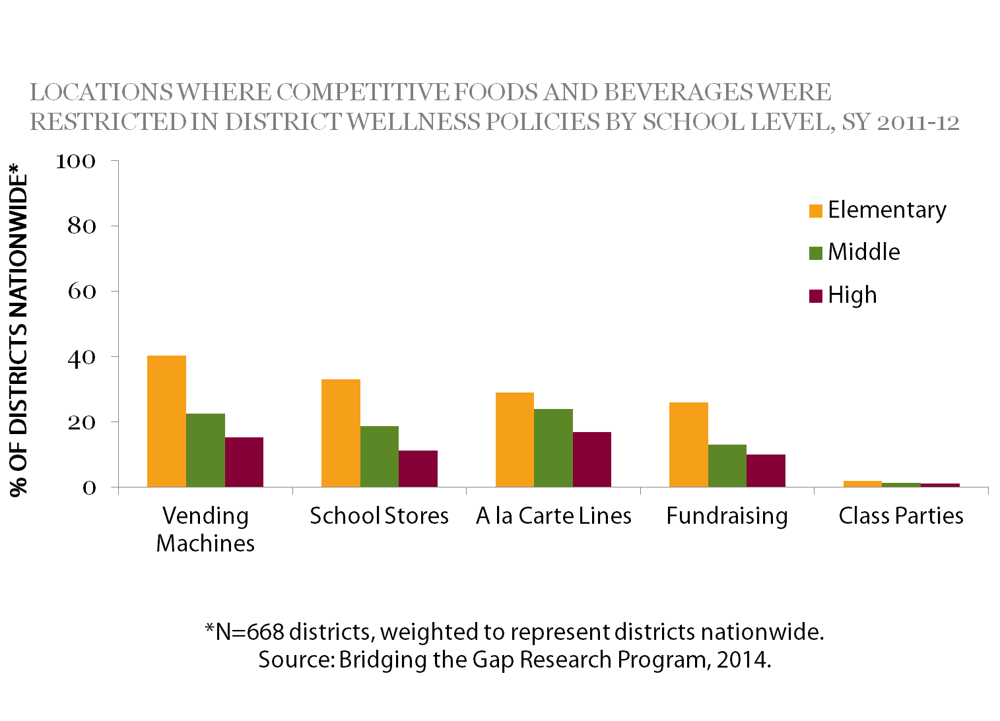 LOCATIONS WHERE COMPETITIVE FOODS AND BEVERAGES WERE
RESTRICTED IN DISTRICT WELLNESS POLICIES BY SCHOOL LEVEL, SY 2011-12
% OF DISTRICTS NATIONWIDE*
100
80
60
40
20
0
Elementary
Middle
High
Vending
Machines
School Stores
A la Carte Lines
Fundraising
Class Parties
*N=668 districts, weighted to represent districts nationwide.
Source: Bridging the Gap Research Program, 2014.